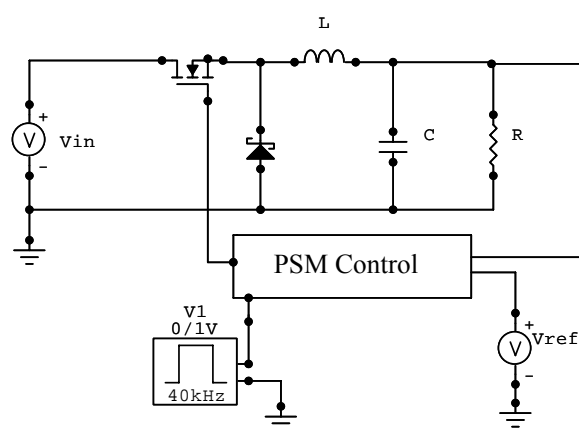 L
+
V
Vin
-
C
R
PSM Control
V1
0/1V
40kHz
+
V
Vref
-